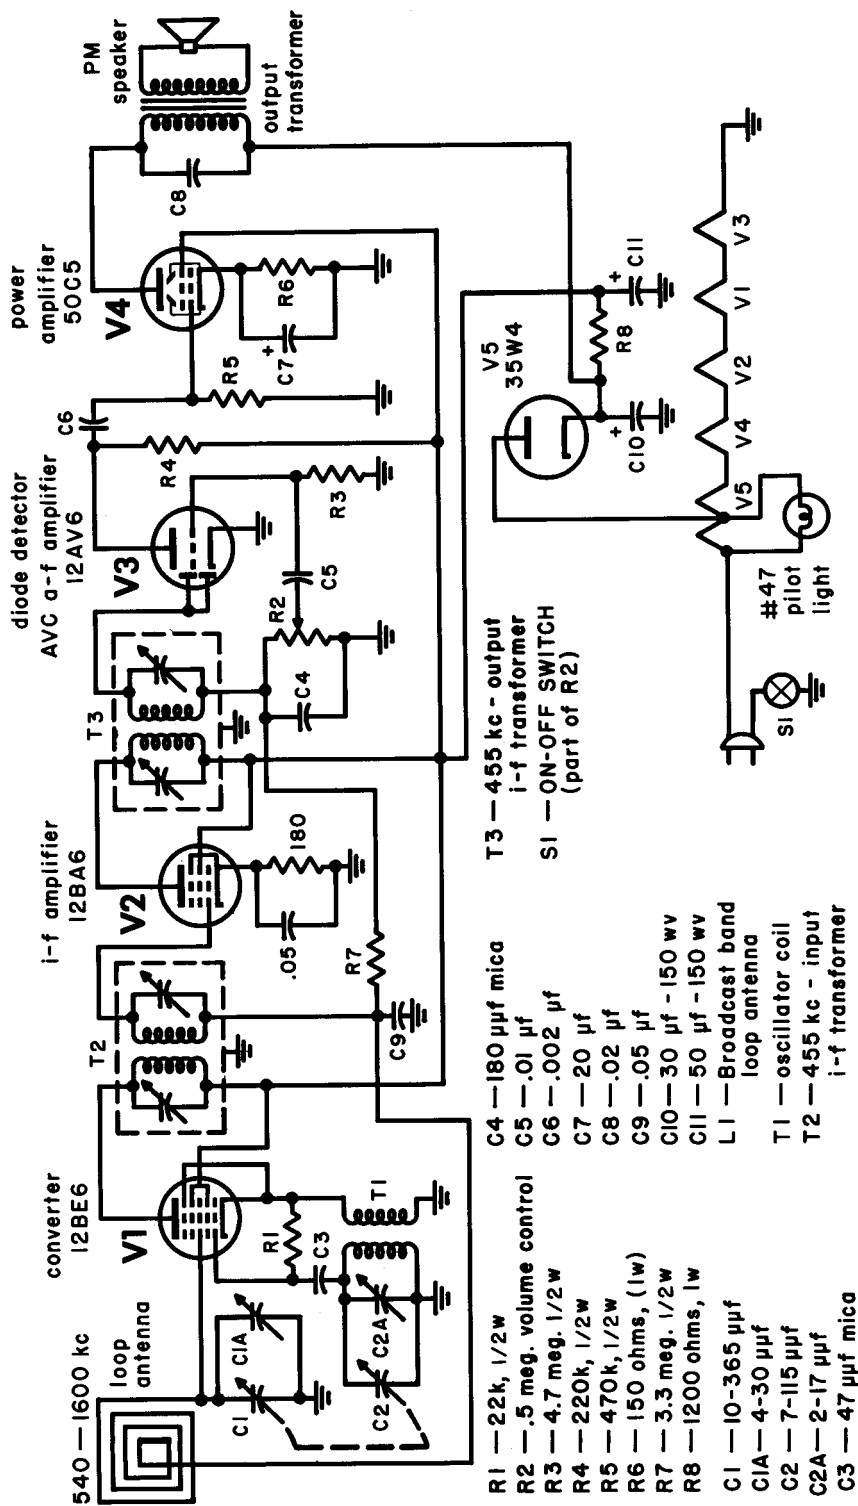 540—1600 kc
loop
antenna
converter
12BE6
V1
i-f amplifier
12BA6
V2
diode detector
AVC a-f amplifier
12AV6
V3
power
amplifier
50C5
V4
PM
speaker
output
transformer
T2
T3
C6
C8
R4
R5
R6
C7
+
R3
R2
C5
C4
180
.05
R7
C9
R1
C3
T1
C1
C1A
C2
C2A
V5
35W4
R8
+
C10
+
C11
V5
V4
V2
V1
V3
#47
pilot
light
S1
R1—22k, 1/2w
R2—.5 meg. volume control
R3—4.7 meg. 1/2w
R4—220k, 1/2w
R5—470k, 1/2w
R6—150 ohms, (1w)
R7—3.3 meg. 1/2w
R8—1200 ohms, 1w
C1—10-365 µµf
C1A—4-30 µµf
C2—7-115 µµf
C2A—2-17 µµf
C3—47 µµf mica
C4—180 µµf mica
C5—.01 µf
C6—.002 µf
C7—20 µf
C8—.02 µf
C9—.05 µf
C10—30 µf-150 wv
C11—50 µf-150 wv
L1—Broadcast band
loop antenna
T1—oscillator coil
T2—455 kc-input
i-f transformer
T3—455 kc-output
i-f transformer
S1—ON-OFF SWITCH
(part of R2)